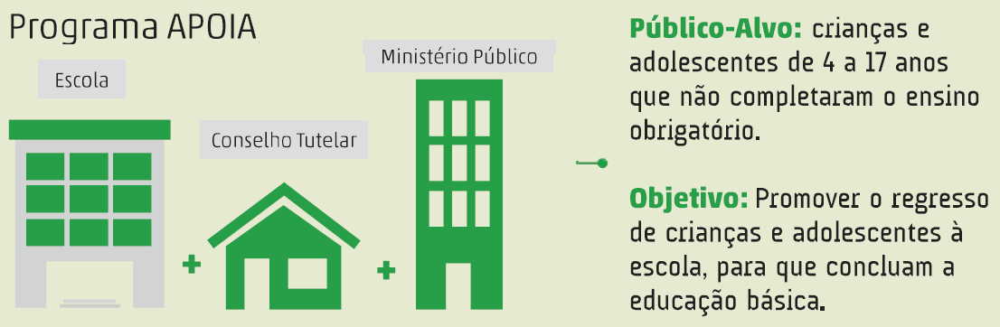 Programa APOIA
Escola
Conselho Tutelar
Ministério Público
Público-Alvo: crianças e
adolescentes de 4 a 17 anos
que não completaram o ensino
obrigatório.
Objetivo: Promover o regresso
de crianças e adolescentes à
escola, para que concluam a
educação básica.